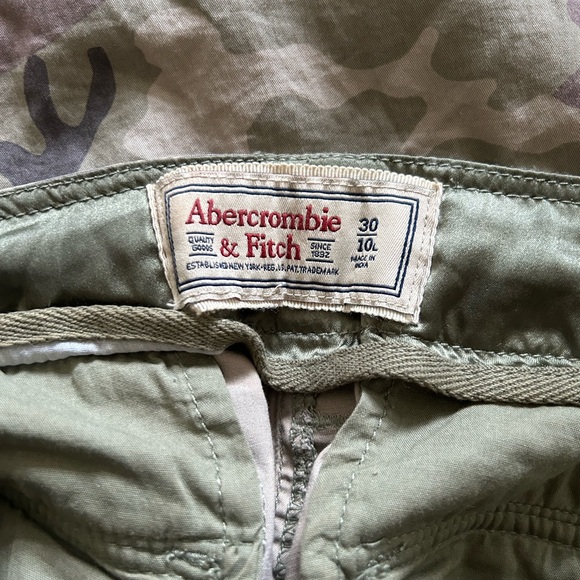 Abercrombie
& Fitch
QUALITY
GOODS
SINCE
1892
ESTABLISHED NEW YORK•REG.U.S.PAT.TRADEMARK
30
10L
MADE IN
INDIA